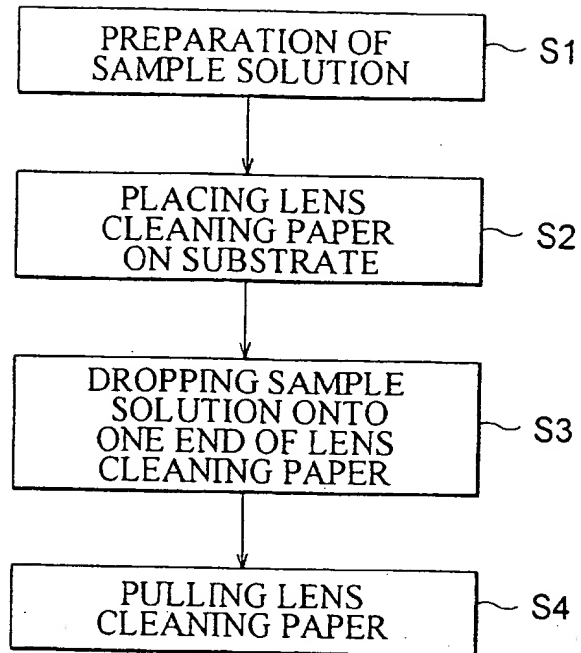 PREPARATION OF
SAMPLE SOLUTION
S1
PLACING LENS
CLEANING PAPER
ON SUBSTRATE
S2
DROPPING SAMPLE
SOLUTION ONTO
ONE END OF LENS
CLEANING PAPER
S3
PULLING LENS
CLEANING PAPER
S4